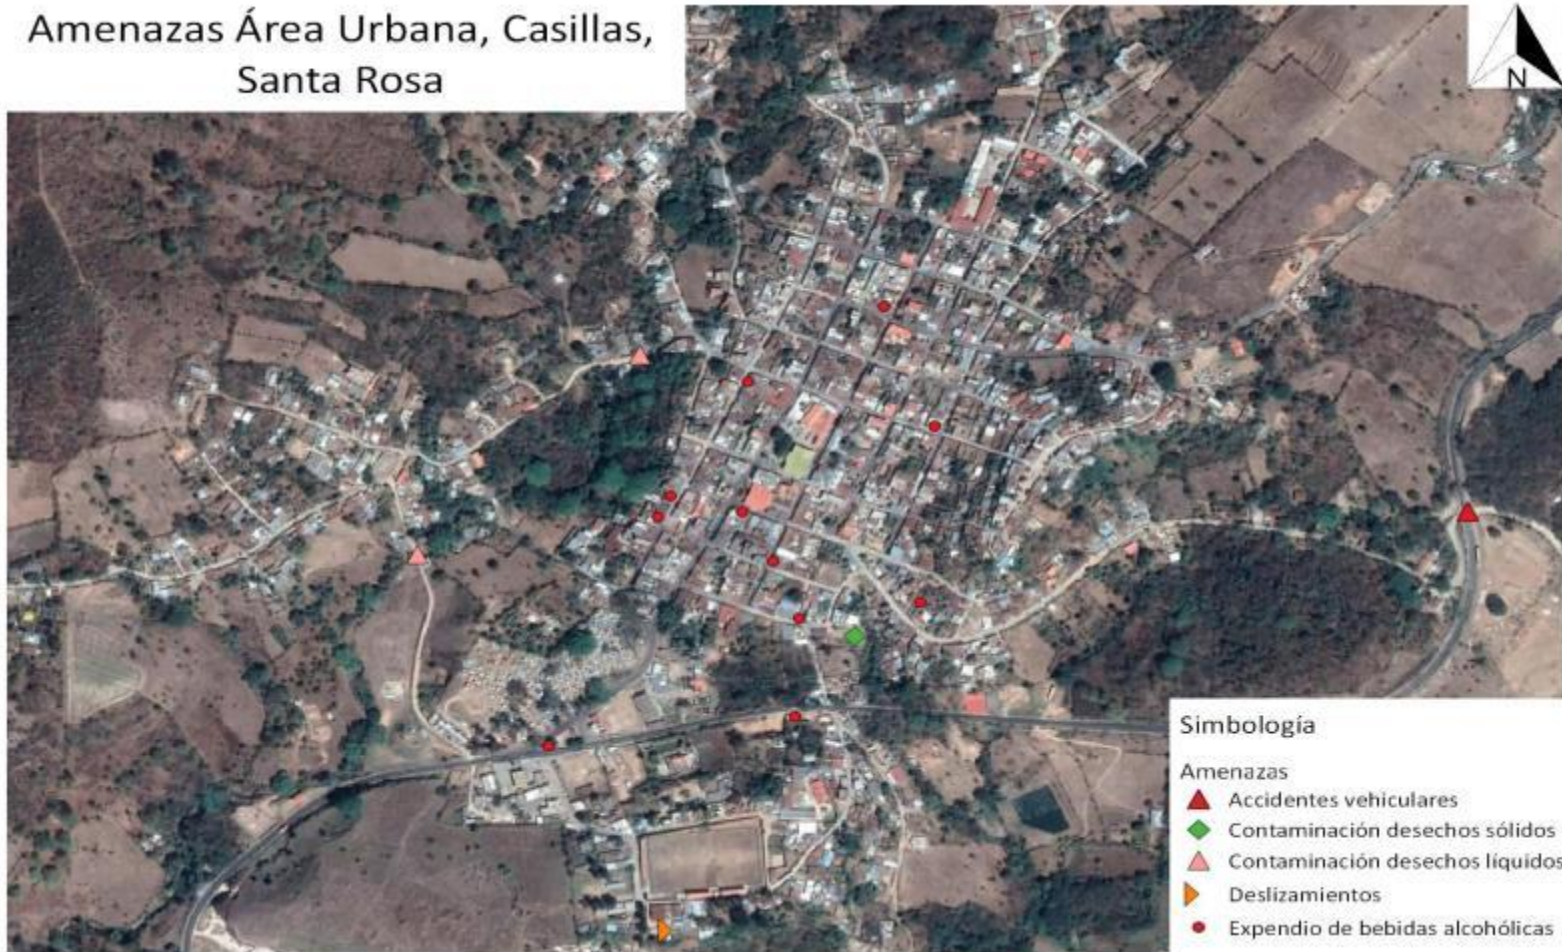 Amenazas Área Urbana, Casillas,
Santa Rosa
N
Simbología
Amenazas
Accidentes vehiculares
Contaminación desechos sólidos
Contaminación desechos líquidos
Deslizamientos
Expendio de bebidas alcohólicas